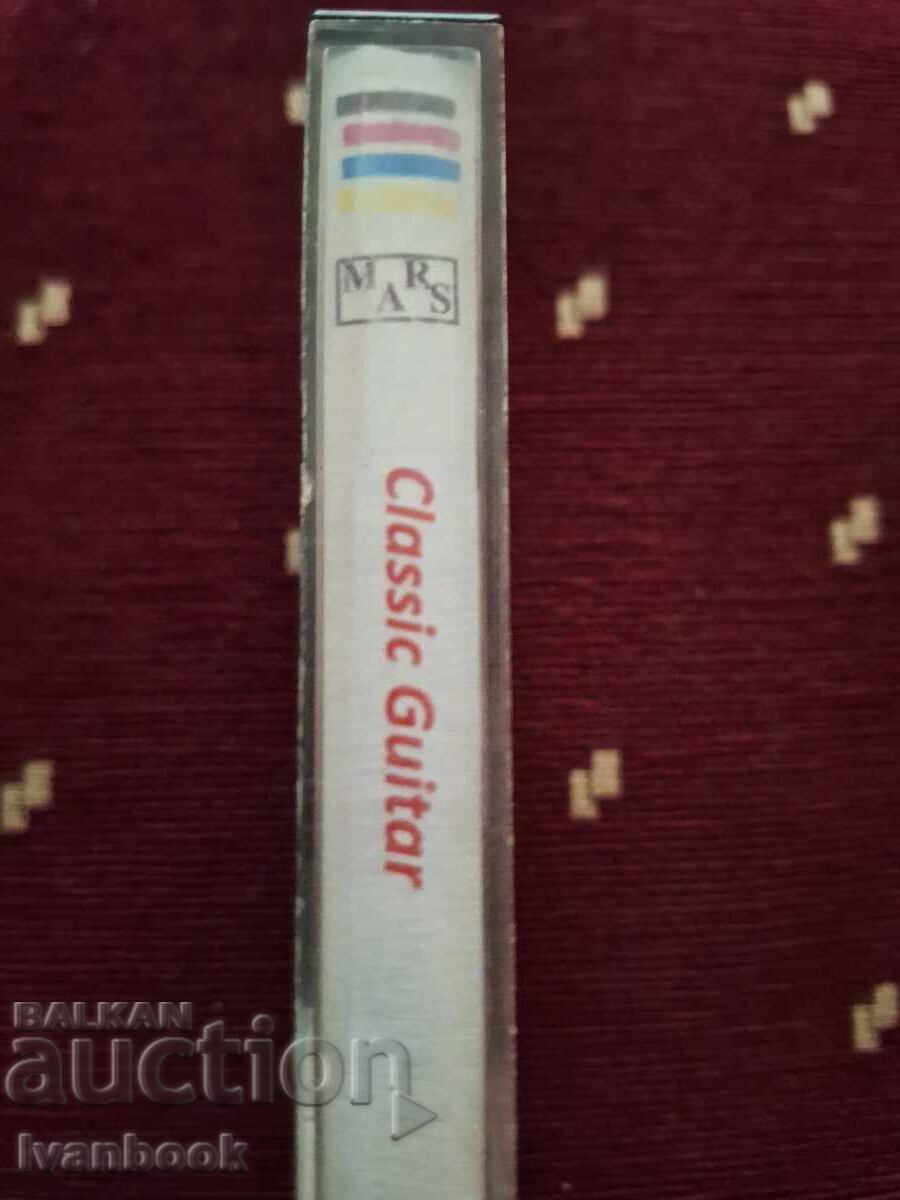 MARS
Classic Guitar
BALKAN
auction
Ivanbook